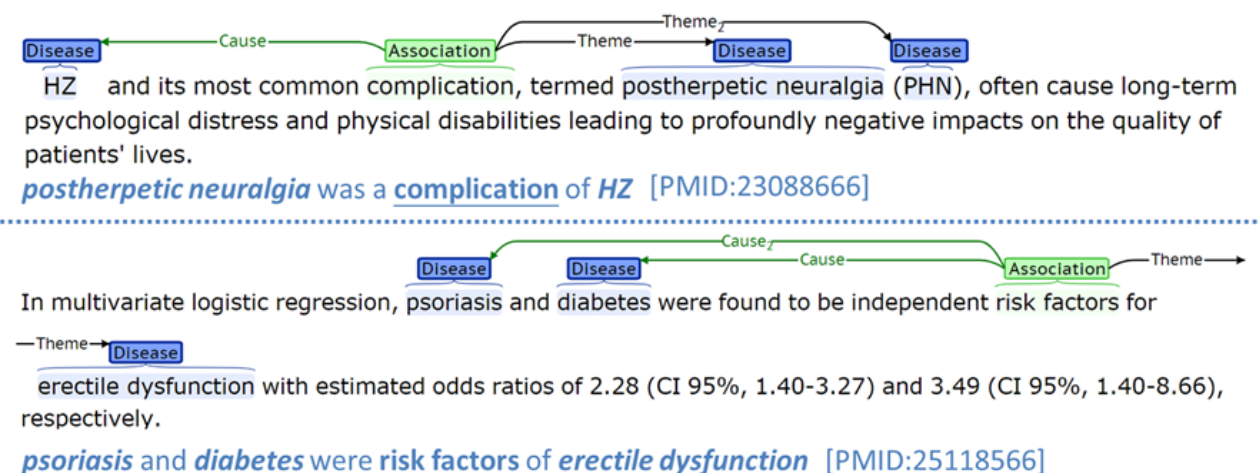 Theme2
Disease Cause Association Theme Disease Disease
HZ and its most common complication, termed postherpetic neuralgia (PHN), often cause long-term
psychological distress and physical disabilities leading to profoundly negative impacts on the quality of
patients' lives.
postherpetic neuralgia was a complication of HZ [PMID:23088666]
Cause2
Disease Disease Cause Association Theme
In multivariate logistic regression, psoriasis and diabetes were found to be independent risk factors for
Theme Disease
erectile dysfunction with estimated odds ratios of 2.28 (CI 95%, 1.40-3.27) and 3.49 (CI 95%, 1.40-8.66),
respectively.
psoriasis and diabetes were risk factors of erectile dysfunction [PMID:25118566]